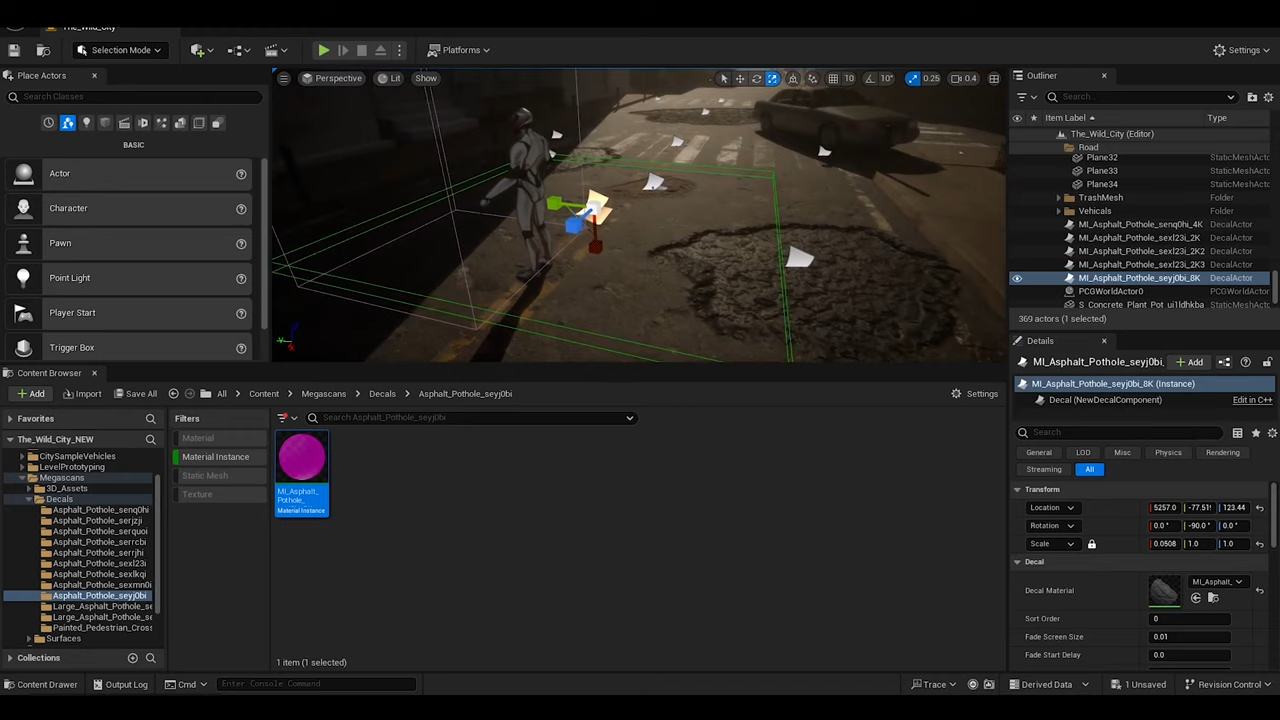 The_Wild_City
Selection Mode
Platforms
Settings
Place Actors
Search Classes
BASIC
Actor
Character
Pawn
Point Light
Player Start
Trigger Box
Perspective
Lit
Show
10
10°
0.25
0.4
Outliner
Search...
Item Label
Type
The_Wild_City (Editor)
Road
Plane32 StaticMeshActo
Plane33 StaticMeshActo
Plane34 StaticMeshActo
TrashMesh Folder
Vehicals Folder
MI_Asphalt_Pothole_senq0hi_4K DecalActor
MI_Asphalt_Pothole_sexl23i_2K DecalActor
MI_Asphalt_Pothole_sexl23i_2K2 DecalActor
MI_Asphalt_Pothole_sexl23i_2K3 DecalActor
MI_Asphalt_Pothole_seyj0bi_8K DecalActor
PCGWorldActor0 PCGWorldActor
S_Concrete_Plant_Pot_ui1ldhkba StaticMeshActo
369 actors (1 selected)
Details
MI_Asphalt_Pothole_seyj0bi_
Add
MI_Asphalt_Pothole_seyj0bi_8K (Instance)
Decal (NewDecalComponent) Edit in C++
Search
General
LOD
Misc
Physics
Rendering
Streaming
All
Transform
Location 5257.0 -77.51 123.44
Rotation 0.0 ° -90.0 ° 0.0 °
Scale 0.0508 1.0 1.0
Decal
Decal Material MI_Asphalt_
Sort Order 0
Fade Screen Size 0.01
Fade Start Delay 0.0
Content Browser
Add
Import
Save All
All
Content
Megascans
Decals
Asphalt_Pothole_seyj0bi
Settings
Favorites
The_Wild_City_NEW
CitySampleVehicles
LevelPrototyping
Megascans
3D_Assets
Decals
Asphalt_Pothole_senq0hi
Asphalt_Pothole_serjzji
Asphalt_Pothole_serquoi
Asphalt_Pothole_serrcbi
Asphalt_Pothole_serrjhi
Asphalt_Pothole_sexl23i
Asphalt_Pothole_sexlkqi
Asphalt_Pothole_sexmn0i
Asphalt_Pothole_seyj0bi
Large_Asphalt_Pothole_se
Large_Asphalt_Pothole_se
Painted_Pedestrian_Cross
Surfaces
Collections
Filters
Material
Material Instance
Static Mesh
Texture
Search Asphalt_Pothole_seyj0bi
MI_Asphalt_
Pothole_
Material Instance
1 item (1 selected)
Content Drawer
Output Log
Cmd
Enter Console Command
Trace
Derived Data
1 Unsaved
Revision Control